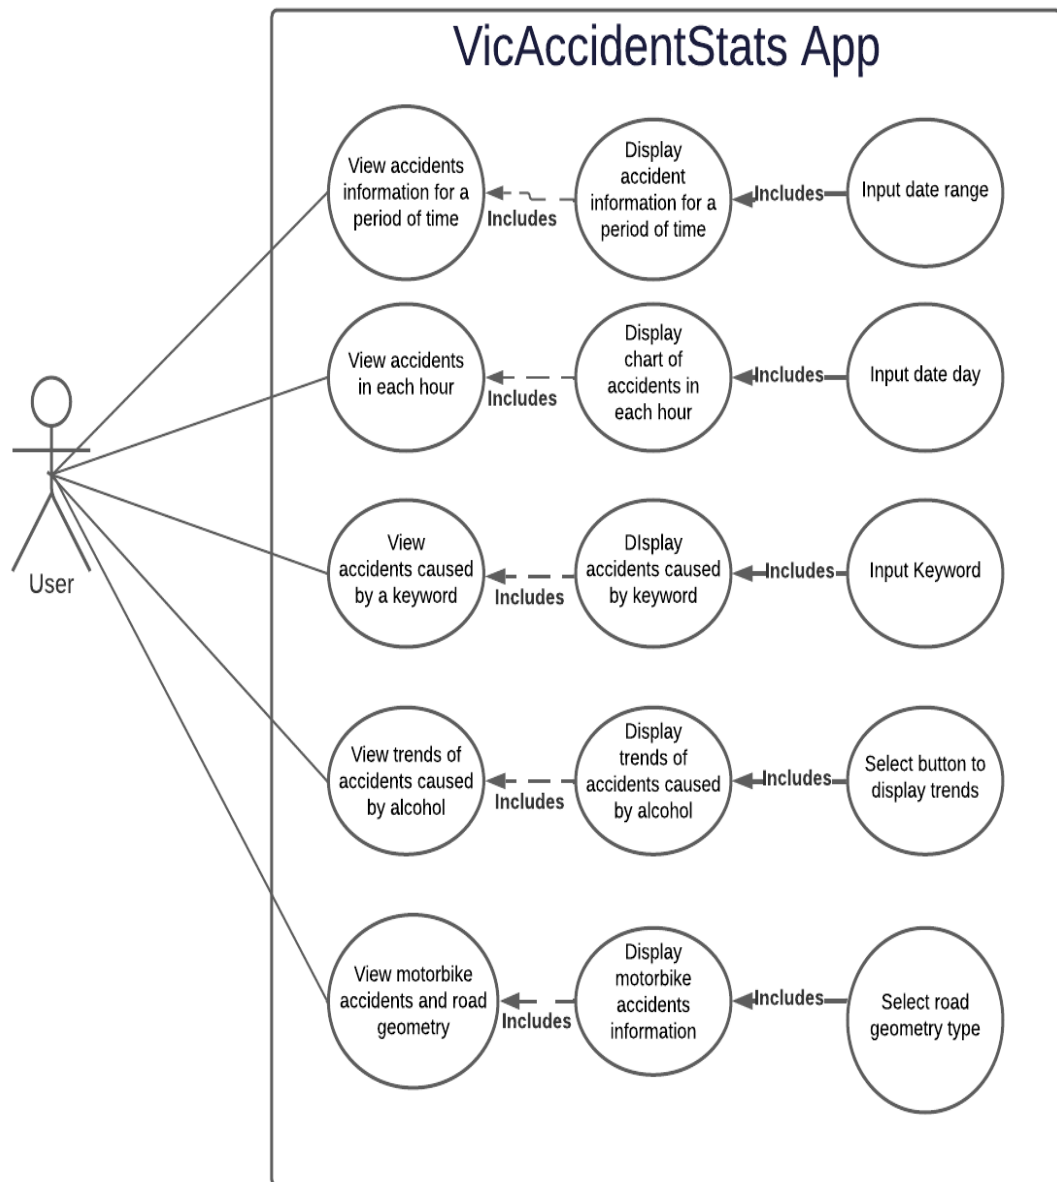 VicAccidentStats App
View accidents
information for a
period of time
Includes
Display
accident
information for a
period of time
Includes
Input date range
View accidents
in each hour
Includes
Display
chart of
accidents in
each hour
Includes
Input date day
User
View
accidents caused
by a keyword
Includes
DIsplay
accidents caused
by keyword
Includes
Input Keyword
View trends of
accidents caused
by alcohol
Includes
Display
trends of
accidents caused
by alcohol
Includes
Select button to
display trends
View motorbike
accidents and road
geometry
Includes
Display
motorbike
accidents
information
Includes
Select road
geometry type